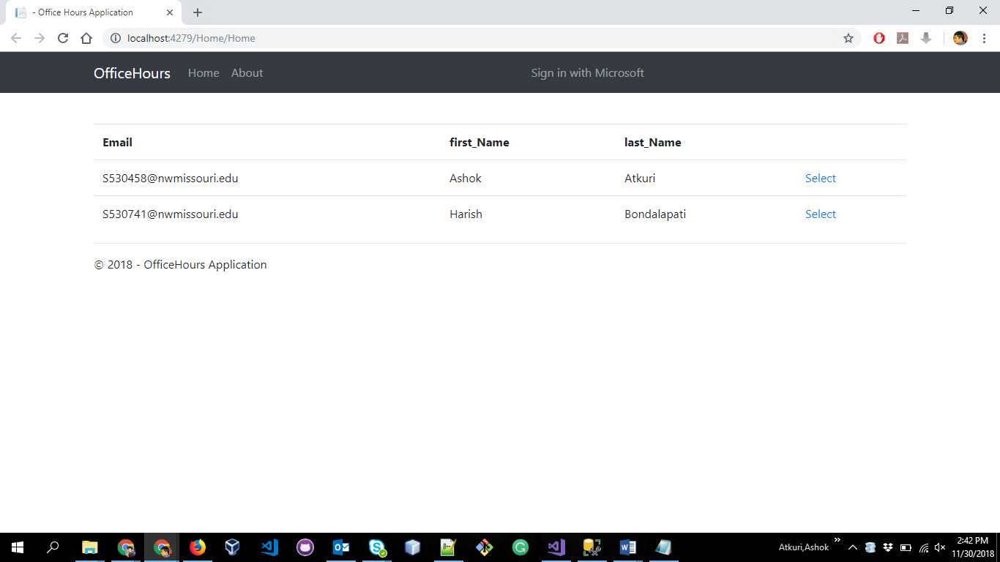 - Office Hours Application
localhost:4279/Home/Home
OfficeHours Home About Sign in with Microsoft
Email first_Name last_Name
S530458@nwmissouri.edu Ashok Atkuri Select
S530741@nwmissouri.edu Harish Bondalapati Select
© 2018 - OfficeHours Application
Atkuri,Ashok
2:42 PM
11/30/2018